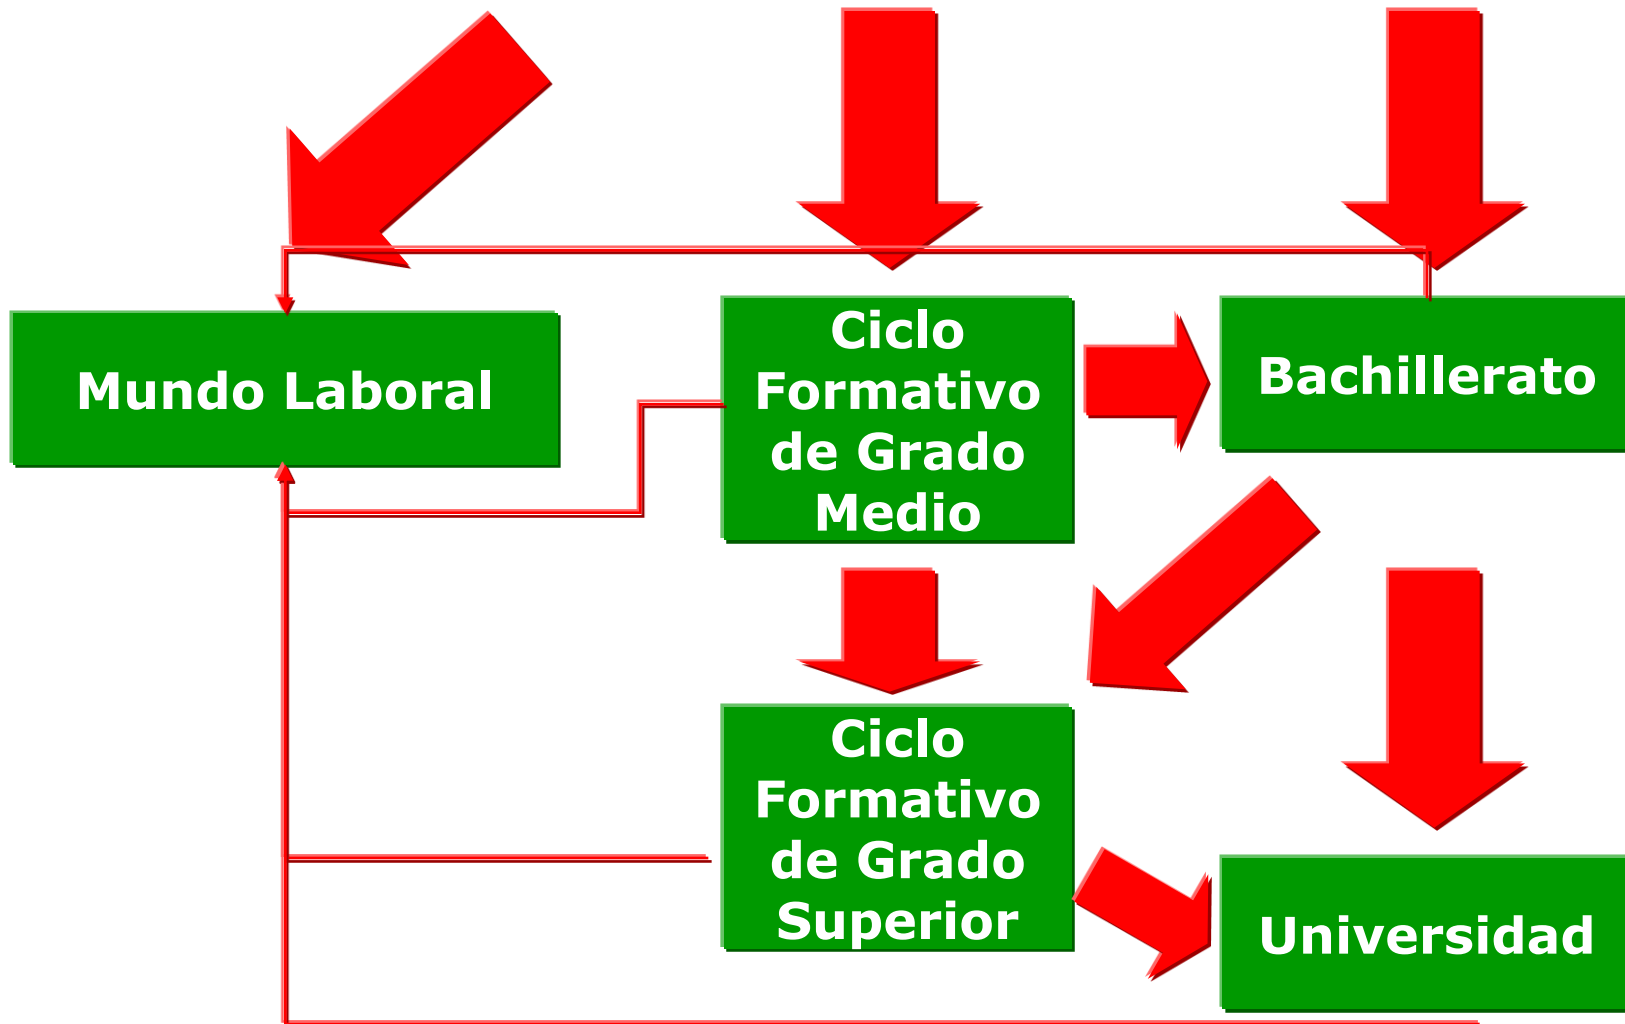 Mundo Laboral
Ciclo
Formativo
de Grado
Medio
Bachillerato
Ciclo
Formativo
de Grado
Superior
Universidad